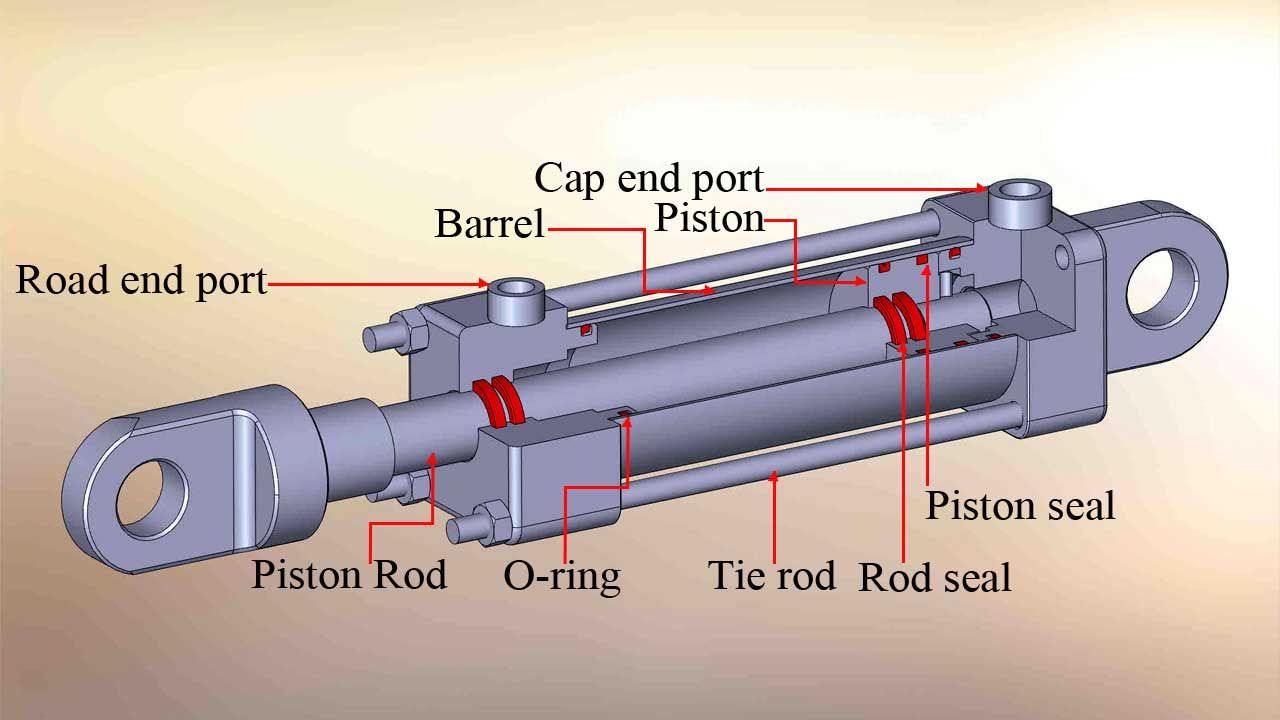 Cap end port
Barrel
Piston
Road end port
Piston seal
Piston Rod
O-ring
Tie rod
Rod seal